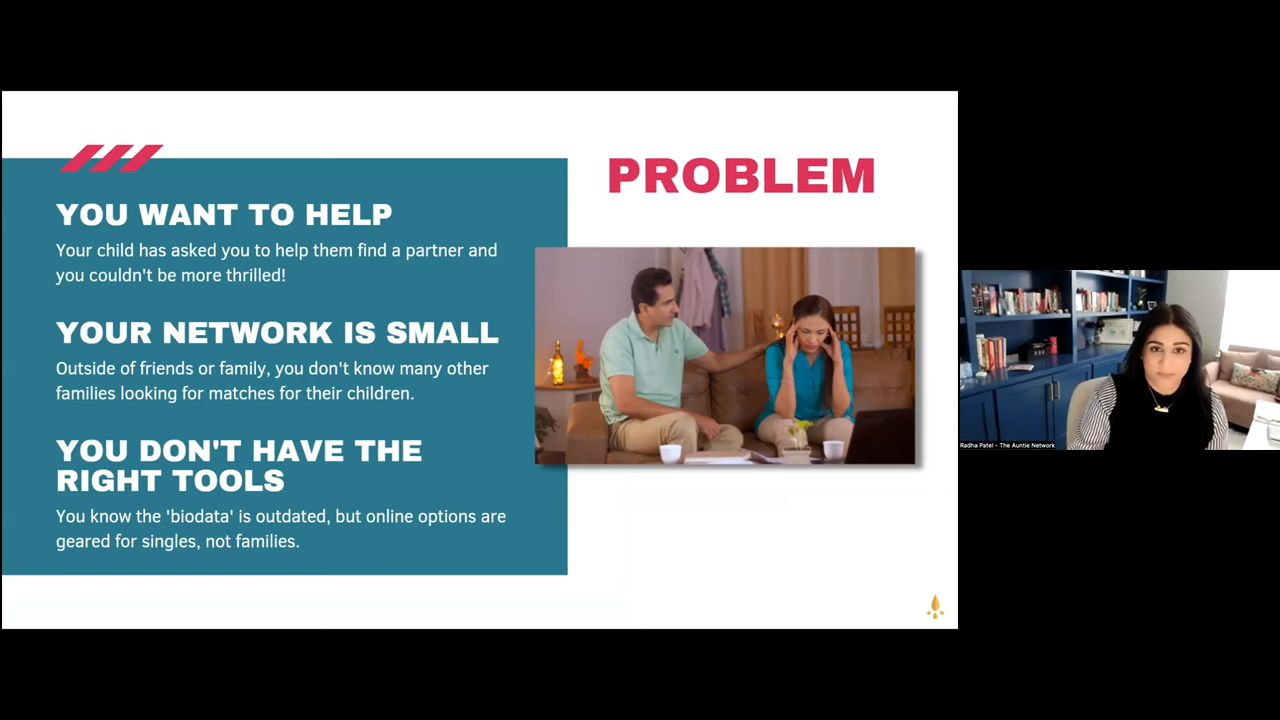 PROBLEM
YOU WANT TO HELP
Your child has asked you to help them find a partner and
you couldn't be more thrilled!
YOUR NETWORK IS SMALL
Outside of friends or family, you don't know many other
families looking for matches for their children.
YOU DON'T HAVE THE
RIGHT TOOLS
You know the 'biodata' is outdated, but online options are
geared for singles, not families.
Radha Patel - The Auntie Network